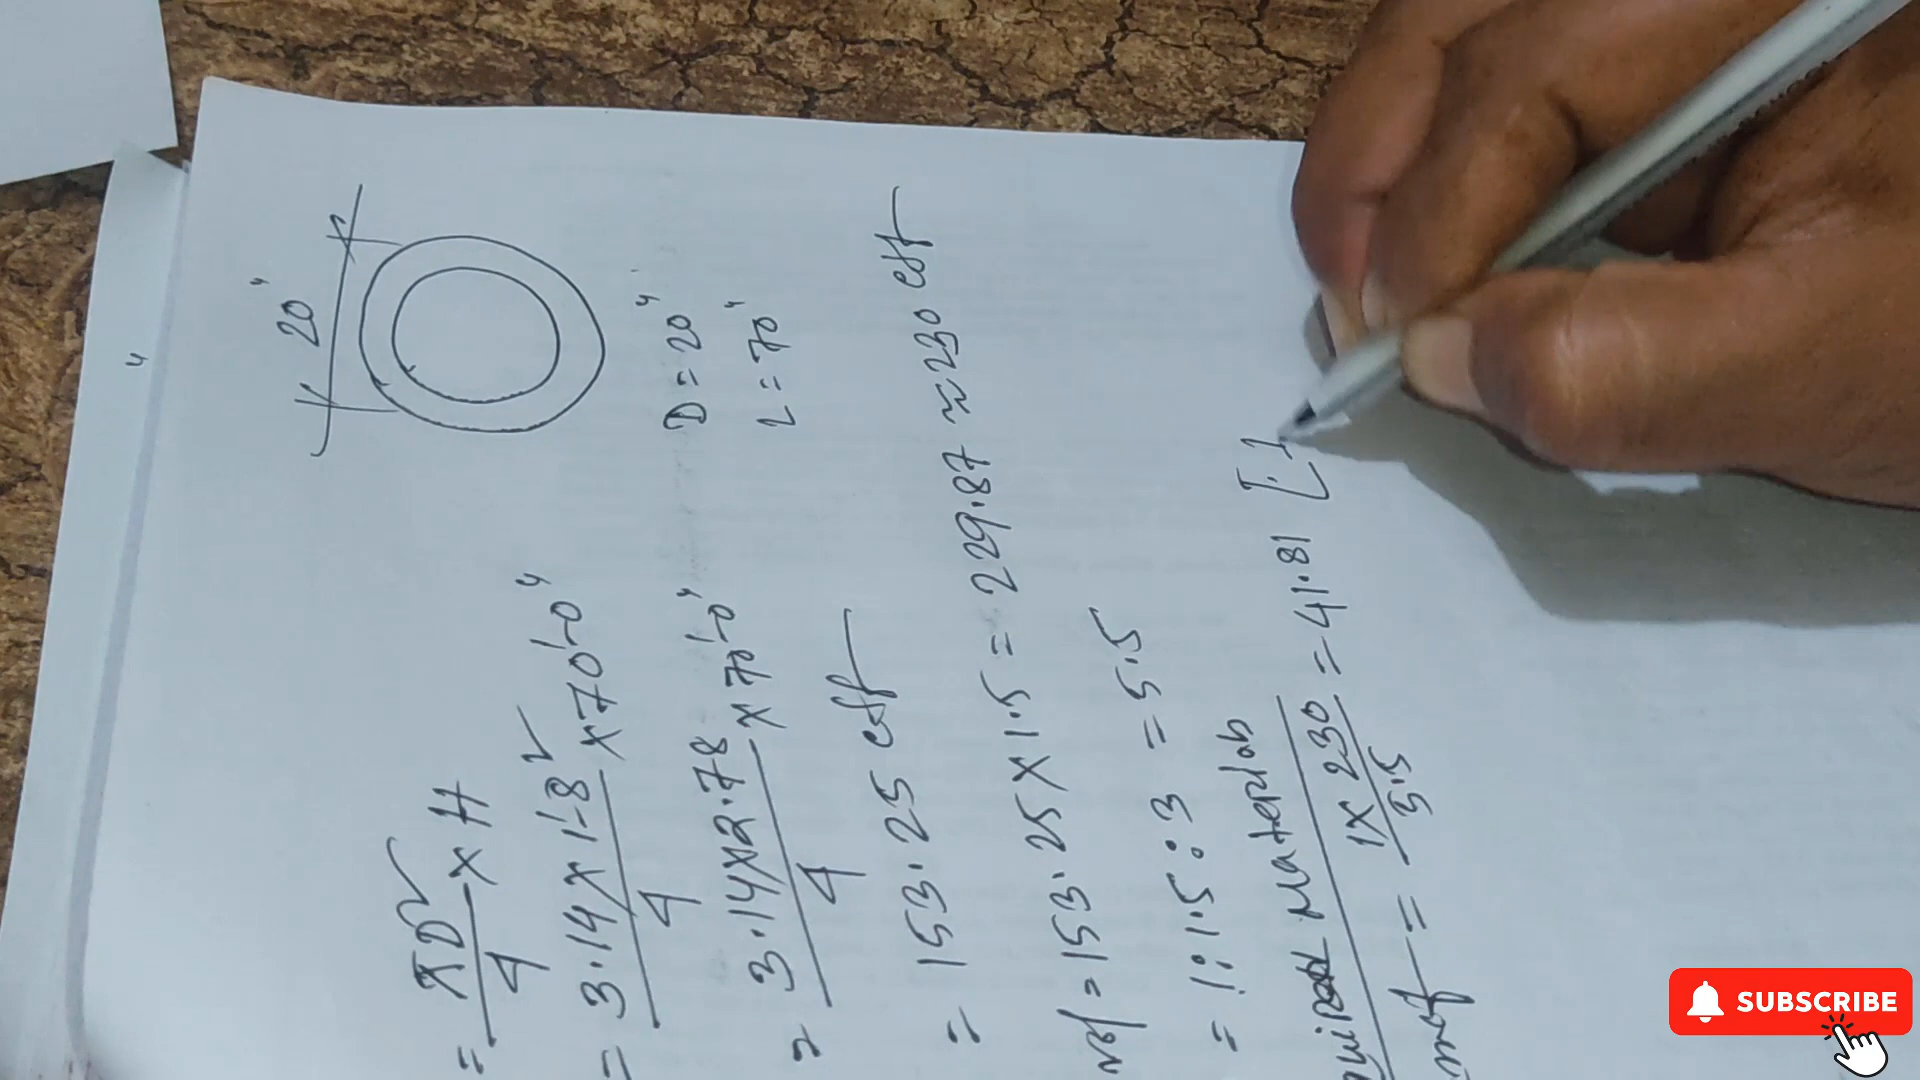 20"
D = 20"
L = 70'
= πD² / 4 × H
= 3.14 × 1'-8² / 4 × 70'-0"
= 3.14 × 2.78 / 4 × 70'-0"
= 153.25 cft
= 153.25 × 1.5 = 229.87 ≈ 230 cft
= 1:1.5:3 = 5.5
Materials
= 1 × 230 / 5.5 = 41.81 [
SUBSCRIBE